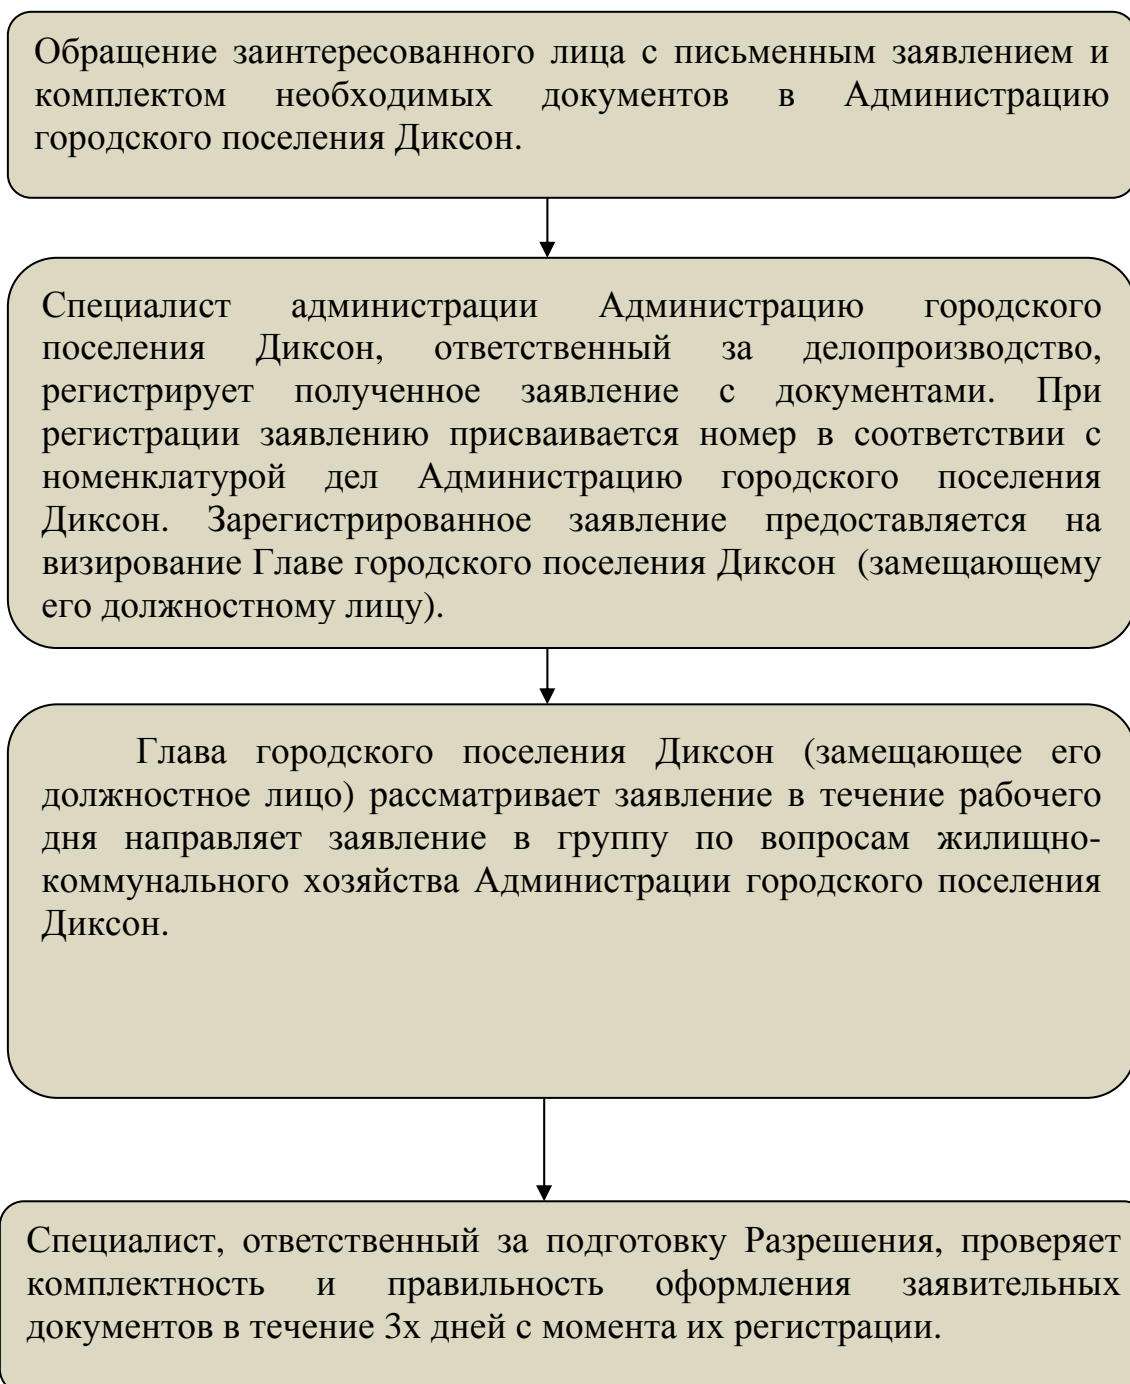 Обращение заинтересованного лица с письменным заявлением и
комплектом необходимых документов в Администрацию
городского поселения Диксон.
Специалист администрации Администрацию городского
поселения Диксон, ответственный за делопроизводство,
регистрирует полученное заявление с документами. При
регистрации заявлению присваивается номер в соответствии с
номенклатурой дел Администрацию городского поселения
Диксон. Зарегистрированное заявление предоставляется на
визирование Главе городского поселения Диксон (замещающему
его должностному лицу).
Глава городского поселения Диксон (замещающее его
должностное лицо) рассматривает заявление в течение рабочего
дня направляет заявление в группу по вопросам жилищно-
коммунального хозяйства Администрации городского поселения
Диксон.
Специалист, ответственный за подготовку Разрешения, проверяет
комплектность и правильность оформления заявительных
документов в течение 3х дней с момента их регистрации.